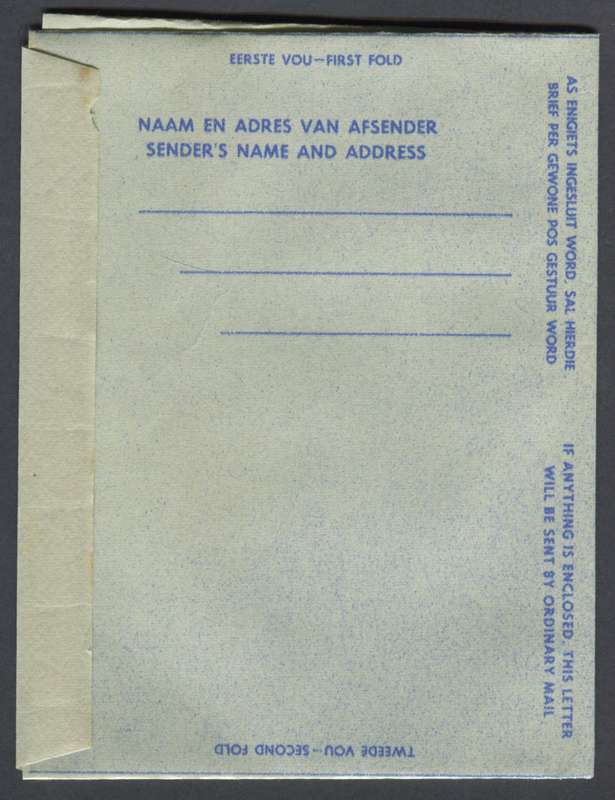 EERSTE VOU—FIRST FOLD
NAAM EN ADRES VAN AFSENDER
SENDER'S NAME AND ADDRESS
AS ENIGIETS INGESLUIT WORD, SAL HIERDIE
BRIEF PER GEWONE POS GESTUUR WORD
IF ANYTHING IS ENCLOSED, THIS LETTER
WILL BE SENT BY ORDINARY MAIL
TWEEDE VOU—SECOND FOLD